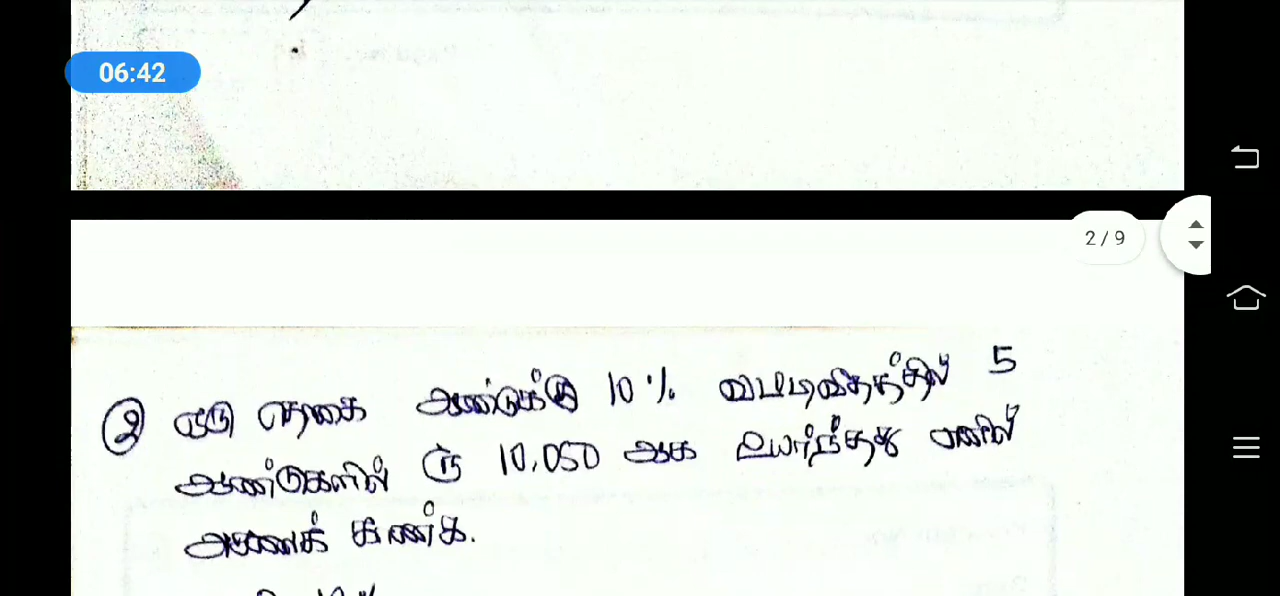 06:42
2/9
② ஒரு தொகை ஆண்டுக்கு 10% வட்டிவீதத்தில் 5
ஆண்டுகளில் ரூ 10,050 ஆக உயர்ந்தது எனில்
அசலைக் காண்க.